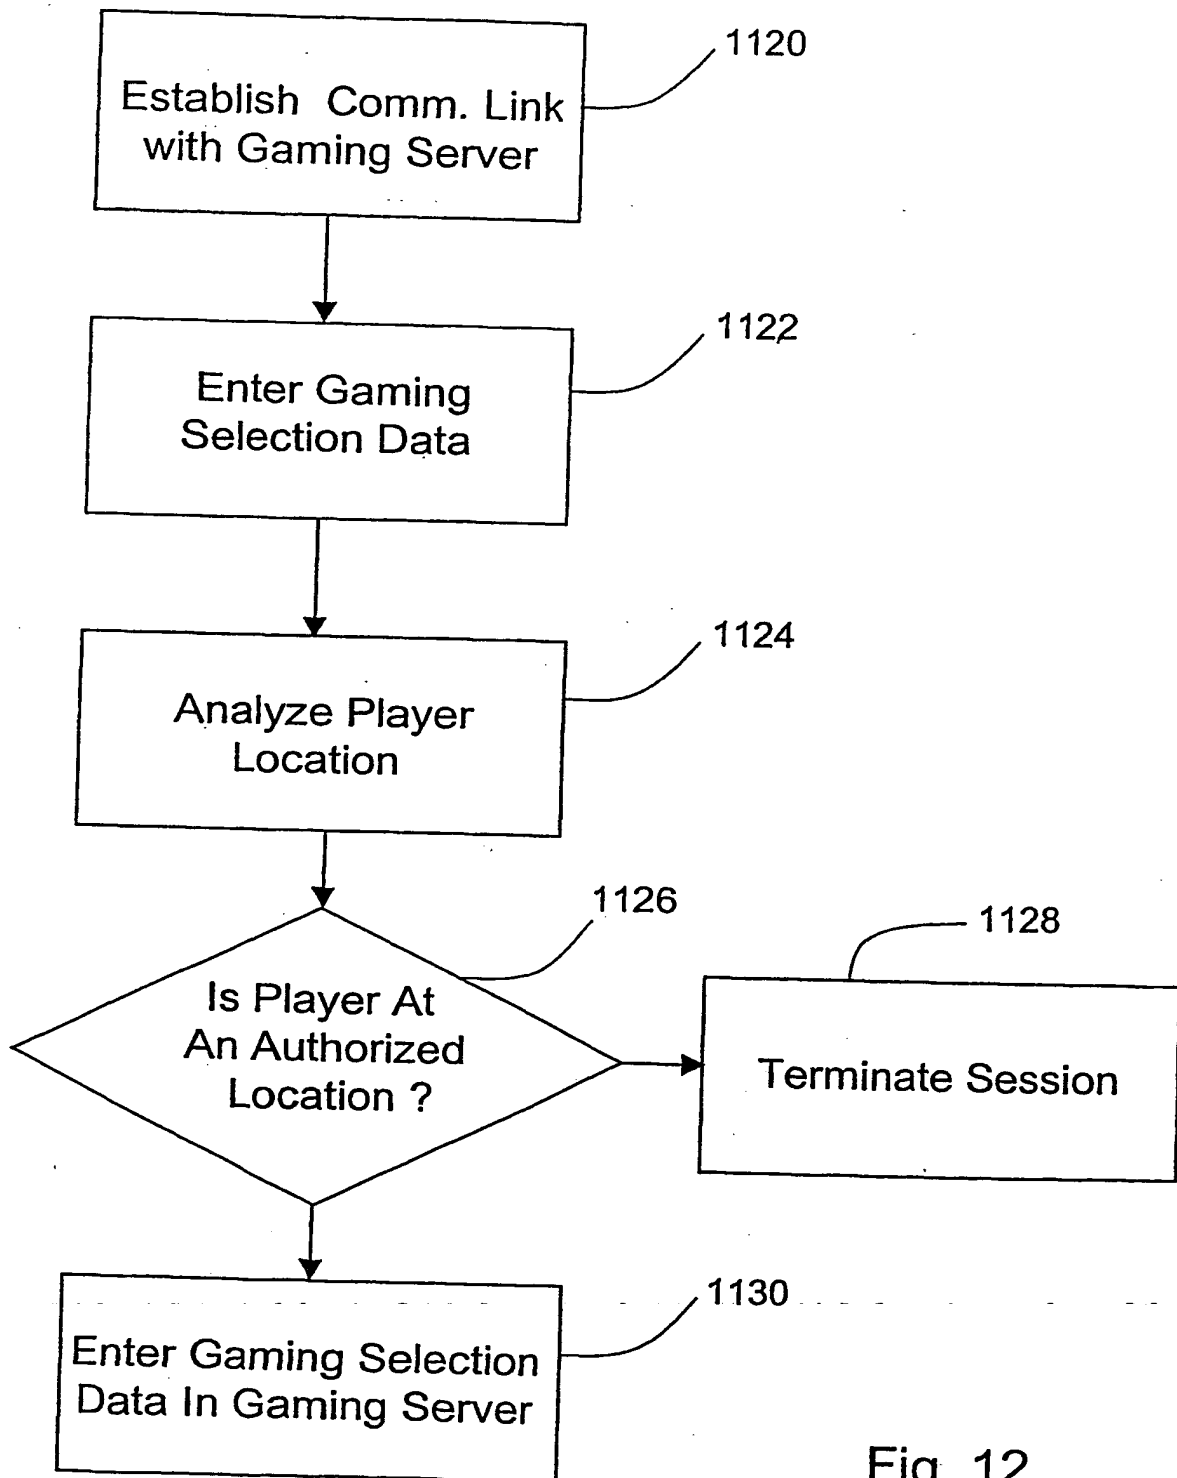 1120
Establish Comm. Link
with Gaming Server
1122
Enter Gaming
Selection Data
1124
Analyze Player
Location
1126
Is Player At
An Authorized
Location ?
1128
Terminate Session
1130
Enter Gaming Selection
Data In Gaming Server
Fig. 12